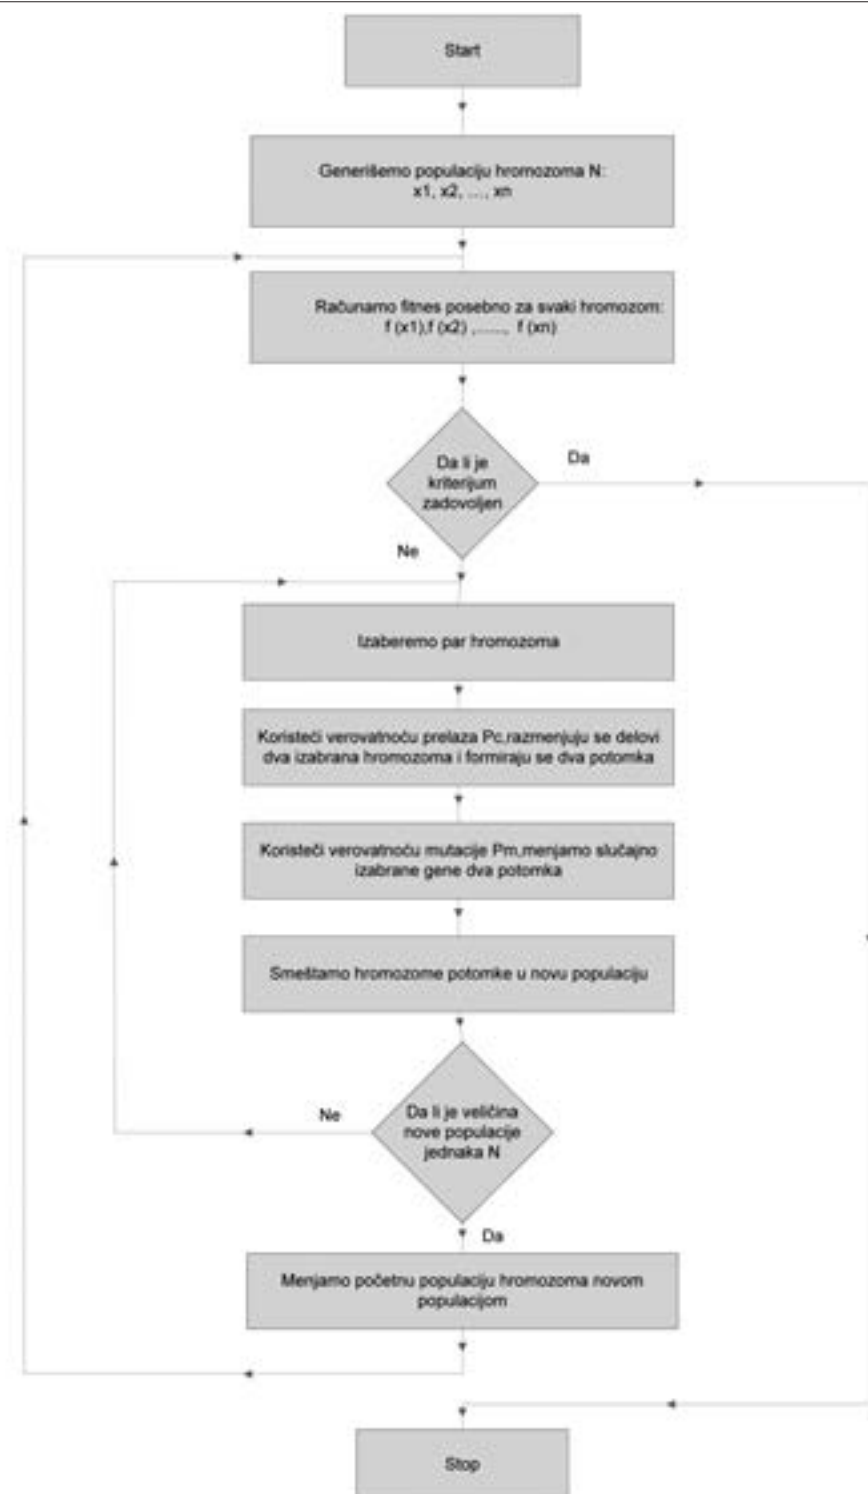 Start
Generišemo populaciju hromozoma N:
x1, x2, ...., xn
Računamo fitnes posebno za svaki hromozom:
f (x1),f (x2) ,......, f (xn)
Da li je
kriterijum
zadovoljen
Da
Ne
Izaberemo par hromozoma
Koristeći verovatnoću prelaza Pc,razmenjuju se delovi
dva izabrana hromozoma i formiraju se dva potomka
Koristeči verovatnoću mutacije Pm,menjamo slučajno
izabrane gene dva potomka
Smeštamo hromozome potomke u novu populaciju
Da li je veličina
nove populacije
jednaka N
Ne
Da
Menjamo početnu populaciju hromozoma novom
populacijom
Stop